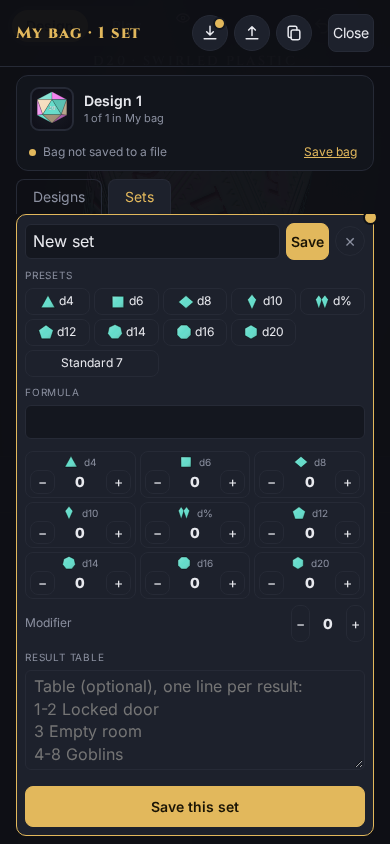 My bag · 1 set
Close
Design 1
1 of 1 in My bag
Bag not saved to a file
Save bag
Designs
Sets
New set
Save
×
PRESETS
d4
d6
d8
d10
d%
d12
d14
d16
d20
Standard 7
FORMULA
d4
d6
d8
− 0 +
− 0 +
− 0 +
d10
d%
d12
− 0 +
− 0 +
− 0 +
d14
d16
d20
− 0 +
− 0 +
− 0 +
Modifier
− 0 +
RESULT TABLE
Table (optional), one line per result:
1-2 Locked door
3 Empty room
4-8 Goblins
Save this set